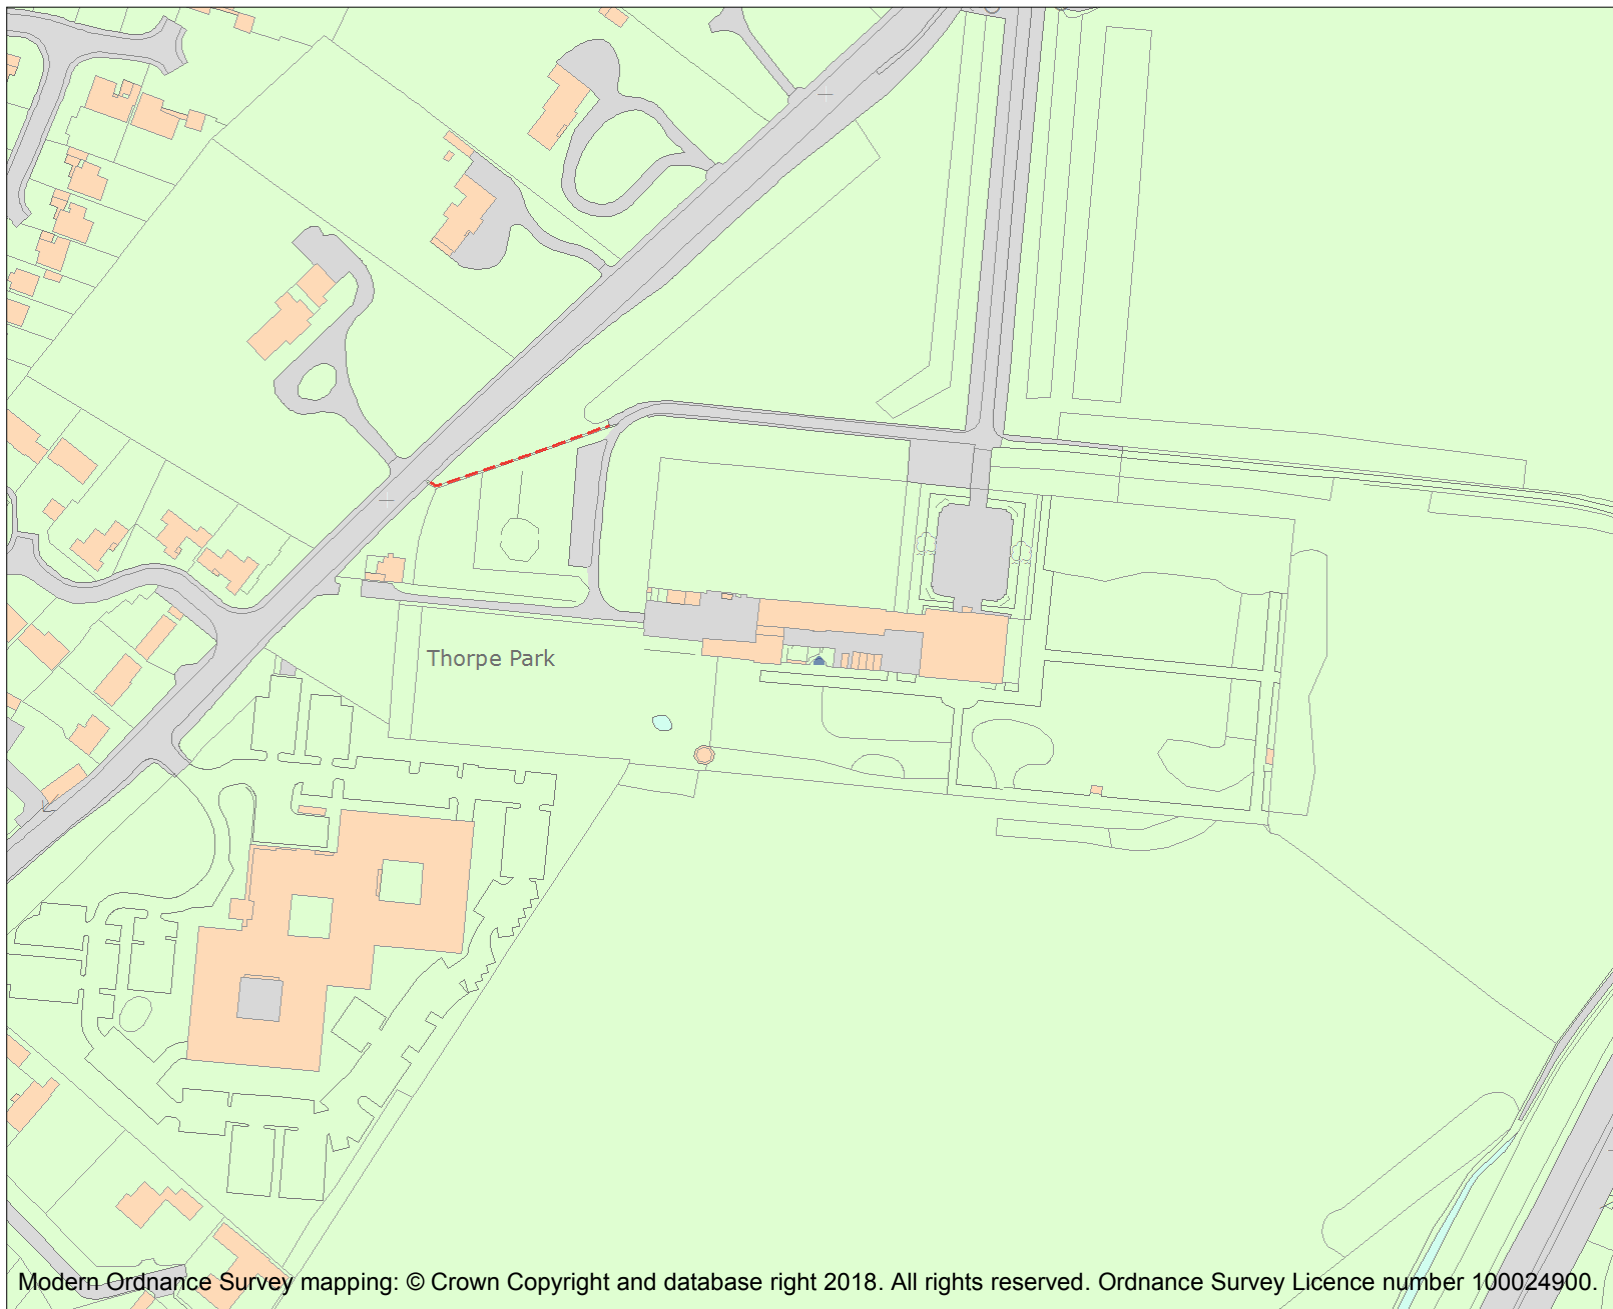 Thorpe Park
Modern Ordnance Survey mapping: © Crown Copyright and database right 2018. All rights reserved. Ordnance Survey Licence number 100024900.